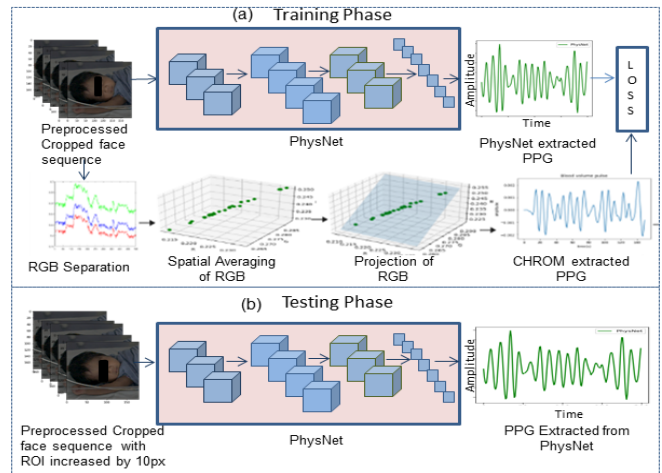 (a) Training Phase
Preprocessed
Cropped face
sequence
PhysNet
Amplitude
PhysNet
Time
PhysNet extracted
PPG
L
O
S
S
RGB Separation
Spatial Averaging
of RGB
Projection of
RGB
blood volume pulse
CHROM extracted
PPG
(b)
Testing Phase
Preprocessed Cropped
face sequence with
ROI increased by 10px
PhysNet
Amplitude
PhysNet
Time
PPG Extracted from
PhysNet